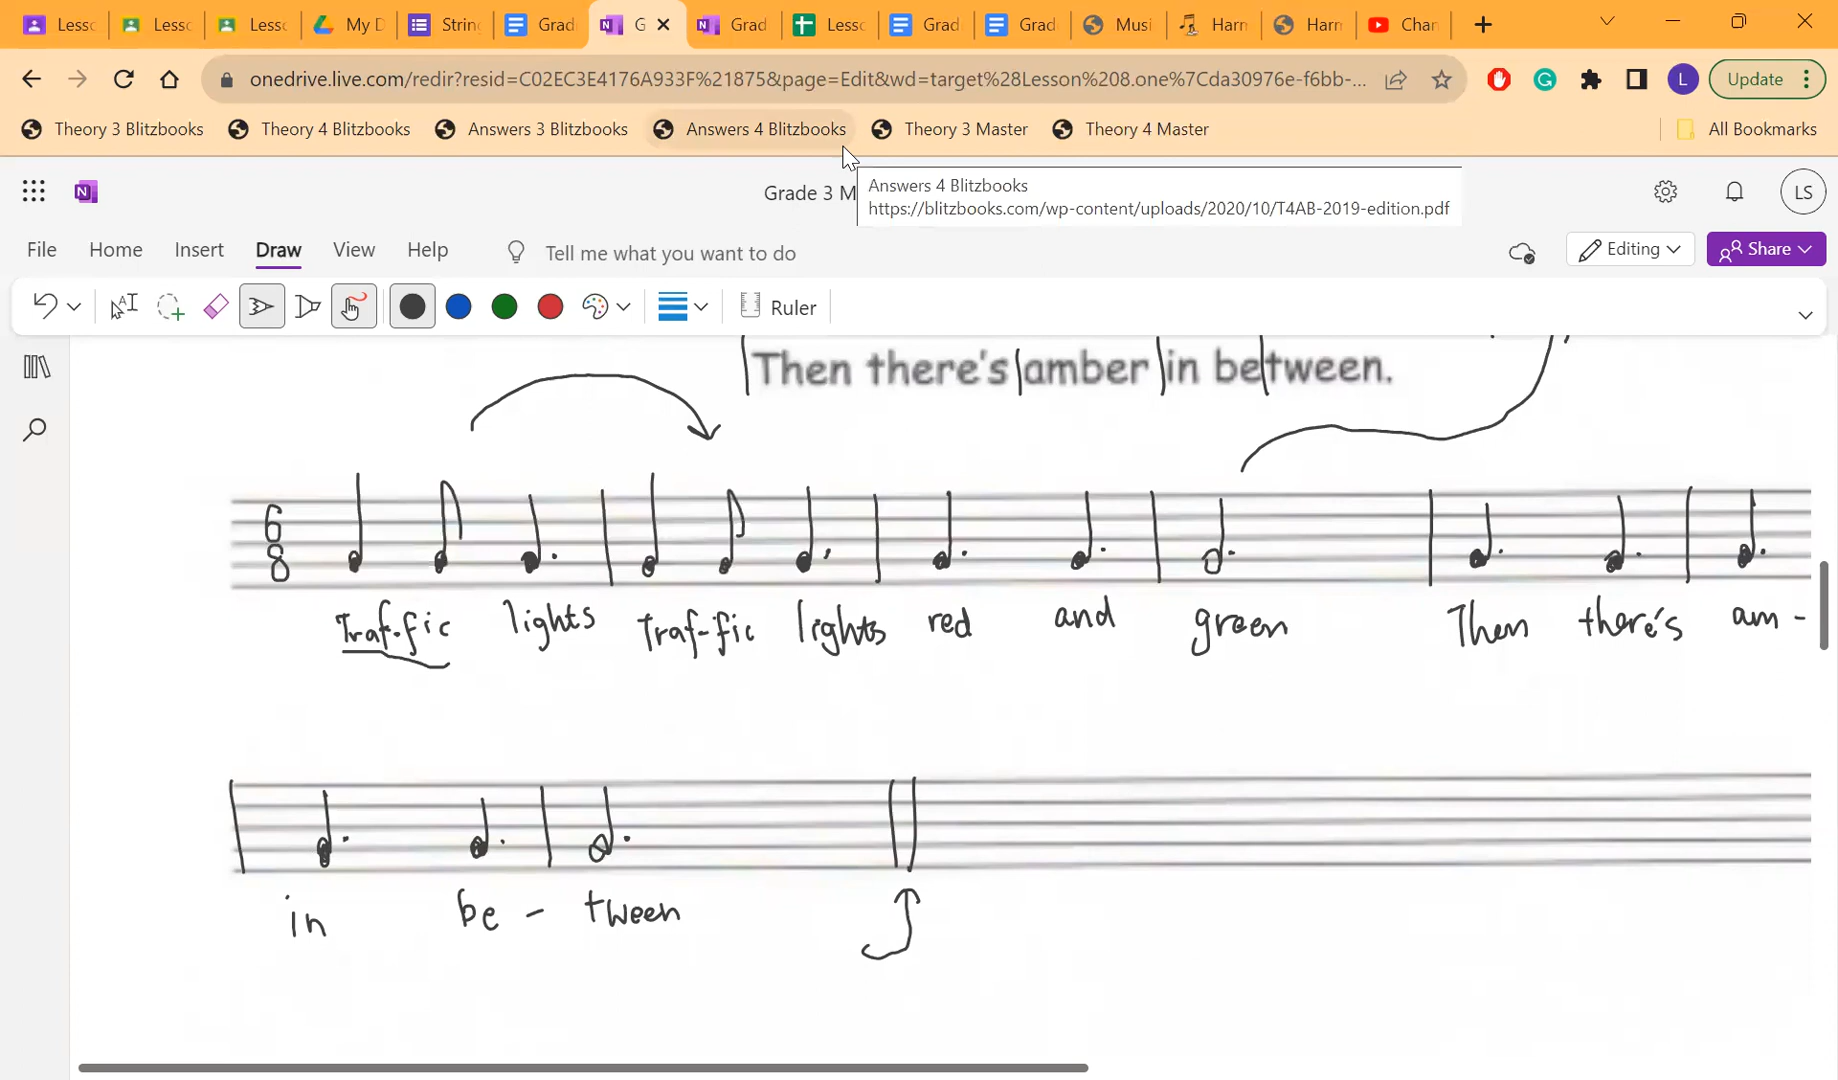 Lesso Lesso Lesso My D String Grad G Grad Lesso Grad Grad Musi Harr Harr Chan
onedrive.live.com/redir?resid=C02EC3E4176A933F%21875&page=Edit&wd=target%28Lesson%208.one%7Cda30976e-f6bb-... L Update
Theory 3 Blitzbooks Theory 4 Blitzbooks Answers 3 Blitzbooks Answers 4 Blitzbooks Theory 3 Master Theory 4 Master All Bookmarks
Grade 3 M LS
Answers 4 Blitzbooks
https://blitzbooks.com/wp-content/uploads/2020/10/T4AB-2019-edition.pdf
File Home Insert Draw View Help Tell me what you want to do Editing Share
Ruler
Then there's amber in between.
6
8
Traf-fic lights Traf-fic lights red and green Then there's am-
in be - tween